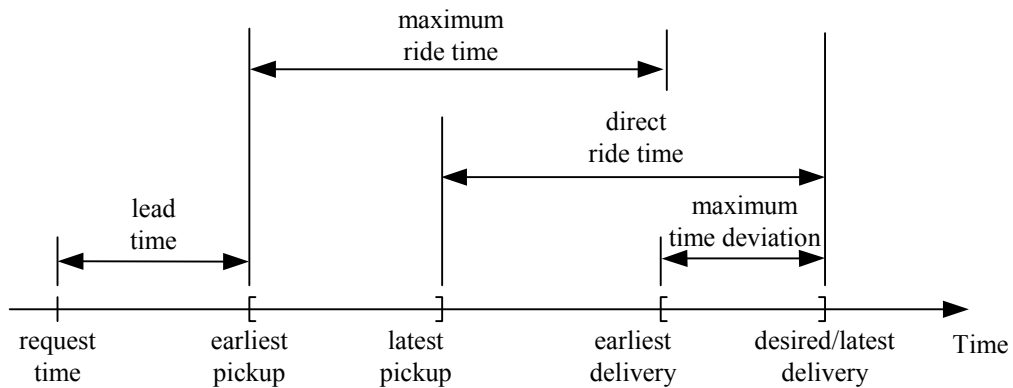 maximum
ride time
direct
ride time
lead
time
maximum
time deviation
request
time
earliest
pickup
latest
pickup
earliest
delivery
desired/latest
delivery
Time